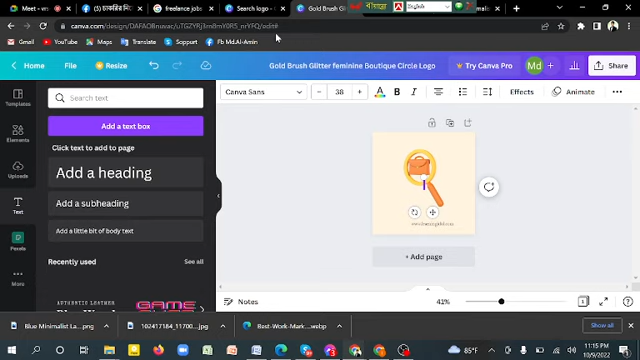 Meet - w
চাকরির নি
freelance jobs
Search logo -
Gold Brush Gli
বাংলায়
English
canva.com/design/
Gmail
YouTube
Maps
Translate
News
Facebook
Fb Md.Al-Amin
Home
File
Resize
Gold Brush Glitter feminine Boutique Circle Logo
Try Canva Pro
Md
Share
Templates
Elements
Uploads
Text
Pexels
Search text
Add a text box
Click text to add to page
Add a heading
Add a subheading
Add a little bit of body text
Recently used
See all
AUTHENTIC LEATHER
GAME
Canva Sans
38
A
B
I
Effects
Animate
+ Add page
Notes
41%
1
Blue Minimalist La....png
102417184_11700...jpg
Best-Work-Mark....webp
Show all
85°F
11:15 PM
10/9/2022